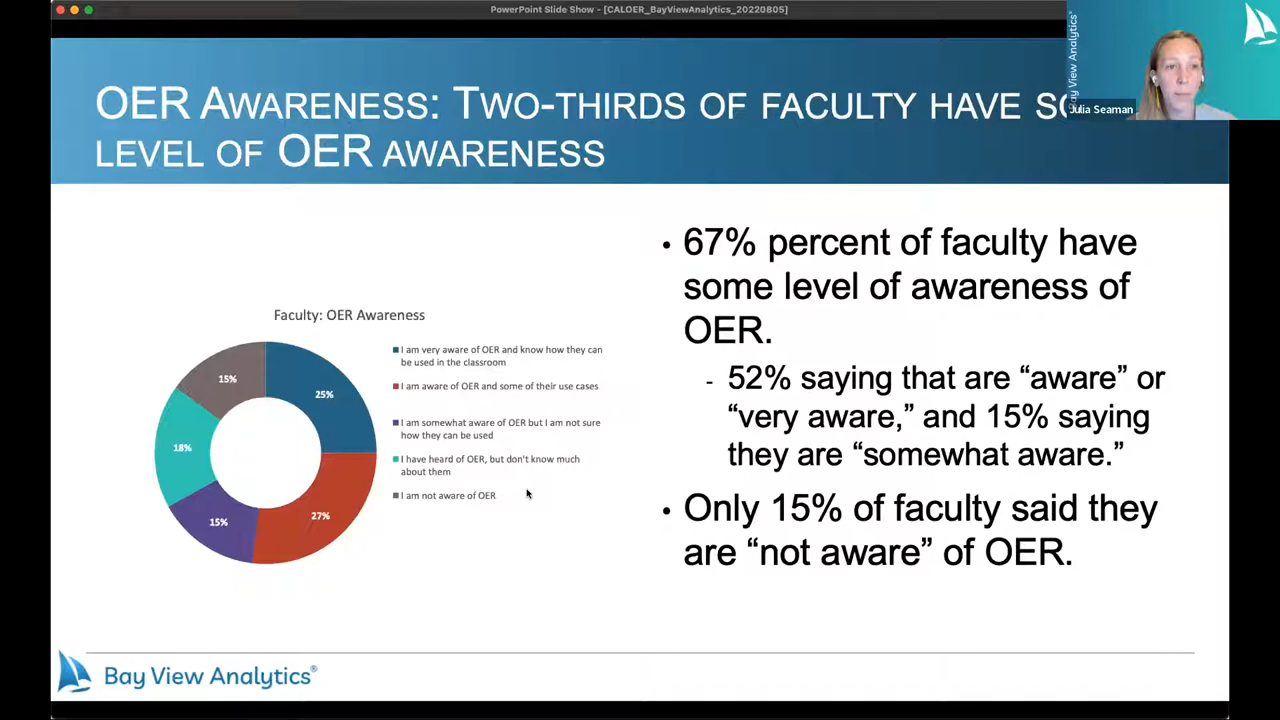 PowerPoint Slide Show - [CALOER_BayViewAnalytics_20220805]
Bay View Analytics®
Julia Seaman
OER AWARENESS: TWO-THIRDS OF FACULTY HAVE SO
LEVEL OF OER AWARENESS
Faculty: OER Awareness
15%
25%
18%
15%
27%
I am very aware of OER and know how they can
be used in the classroom
I am aware of OER and some of their use cases
I am somewhat aware of OER but I am not sure
how they can be used
I have heard of OER, but don't know much
about them
I am not aware of OER
• 67% percent of faculty have
some level of awareness of
OER.
- 52% saying that are “aware” or
“very aware,” and 15% saying
they are “somewhat aware.”
• Only 15% of faculty said they
are “not aware” of OER.
Bay View Analytics®